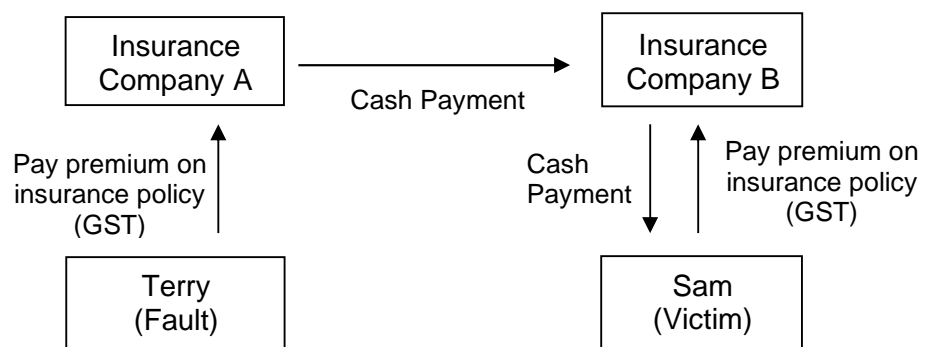 Insurance
Company A
Insurance
Company B
Cash Payment
Pay premium on
insurance policy
(GST)
Cash
Payment
Pay premium on
insurance policy
(GST)
Terry
(Fault)
Sam
(Victim)